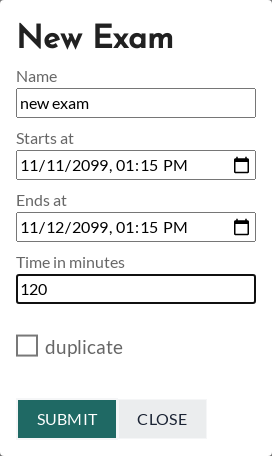 New Exam
Name
new exam
Starts at
11/11/2099, 01:15 PM
Ends at
11/12/2099, 01:15 PM
Time in minutes
120
duplicate
SUBMIT CLOSE